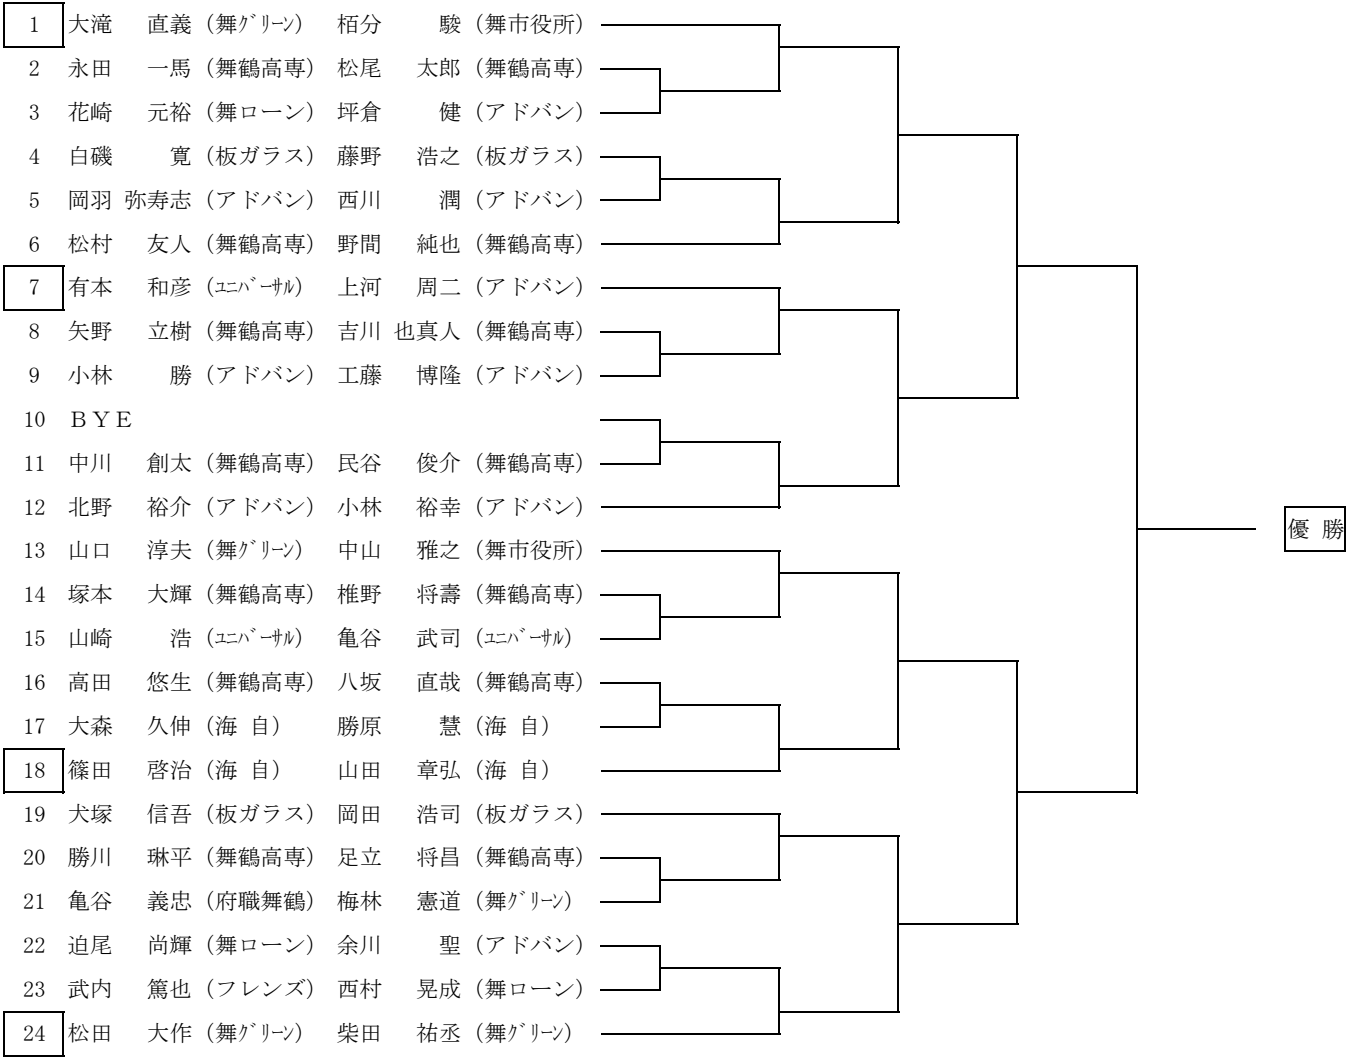 1 大滝 直義 (舞グリーン) 栢分 駿 (舞市役所)
2 永田 一馬 (舞鶴高専) 松尾 太郎 (舞鶴高専)
3 花崎 元裕 (舞ローン) 坪倉 健 (アドバン)
4 白磯 寛 (板ガラス) 藤野 浩之 (板ガラス)
5 岡羽 弥寿志 (アドバン) 西川 潤 (アドバン)
6 松村 友人 (舞鶴高専) 野間 純也 (舞鶴高専)
7 有本 和彦 (ユニバーサル) 上河 周二 (アドバン)
8 矢野 立樹 (舞鶴高専) 吉川 也真人 (舞鶴高専)
9 小林 勝 (アドバン) 工藤 博隆 (アドバン)
10 ＢＹＥ
11 中川 創太 (舞鶴高専) 民谷 俊介 (舞鶴高専)
12 北野 裕介 (アドバン) 小林 裕幸 (アドバン)
優 勝
13 山口 淳夫 (舞グリーン) 中山 雅之 (舞市役所)
14 塚本 大輝 (舞鶴高専) 椎野 将壽 (舞鶴高専)
15 山崎 浩 (ユニバーサル) 亀谷 武司 (ユニバーサル)
16 高田 悠生 (舞鶴高専) 八坂 直哉 (舞鶴高専)
17 大森 久伸 (海 自) 勝原 慧 (海 自)
18 篠田 啓治 (海 自) 山田 章弘 (海 自)
19 犬塚 信吾 (板ガラス) 岡田 浩司 (板ガラス)
20 勝川 琳平 (舞鶴高専) 足立 将昌 (舞鶴高専)
21 亀谷 義忠 (府職舞鶴) 梅林 憲道 (舞グリーン)
22 迫尾 尚輝 (舞ローン) 余川 聖 (アドバン)
23 武内 篤也 (フレンズ) 西村 晃成 (舞ローン)
24 松田 大作 (舞グリーン) 柴田 祐丞 (舞グリーン)